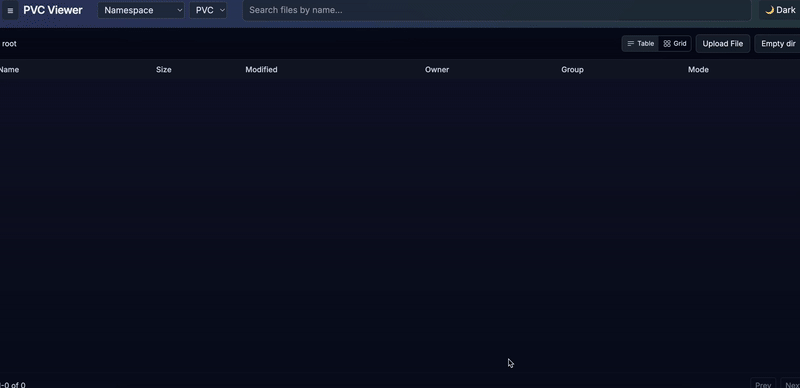 PVC Viewer Namespace PVC Search files by name... Dark
root Table Grid Upload File Empty dir
Name Size Modified Owner Group Mode
-0 of 0 Prev Nex